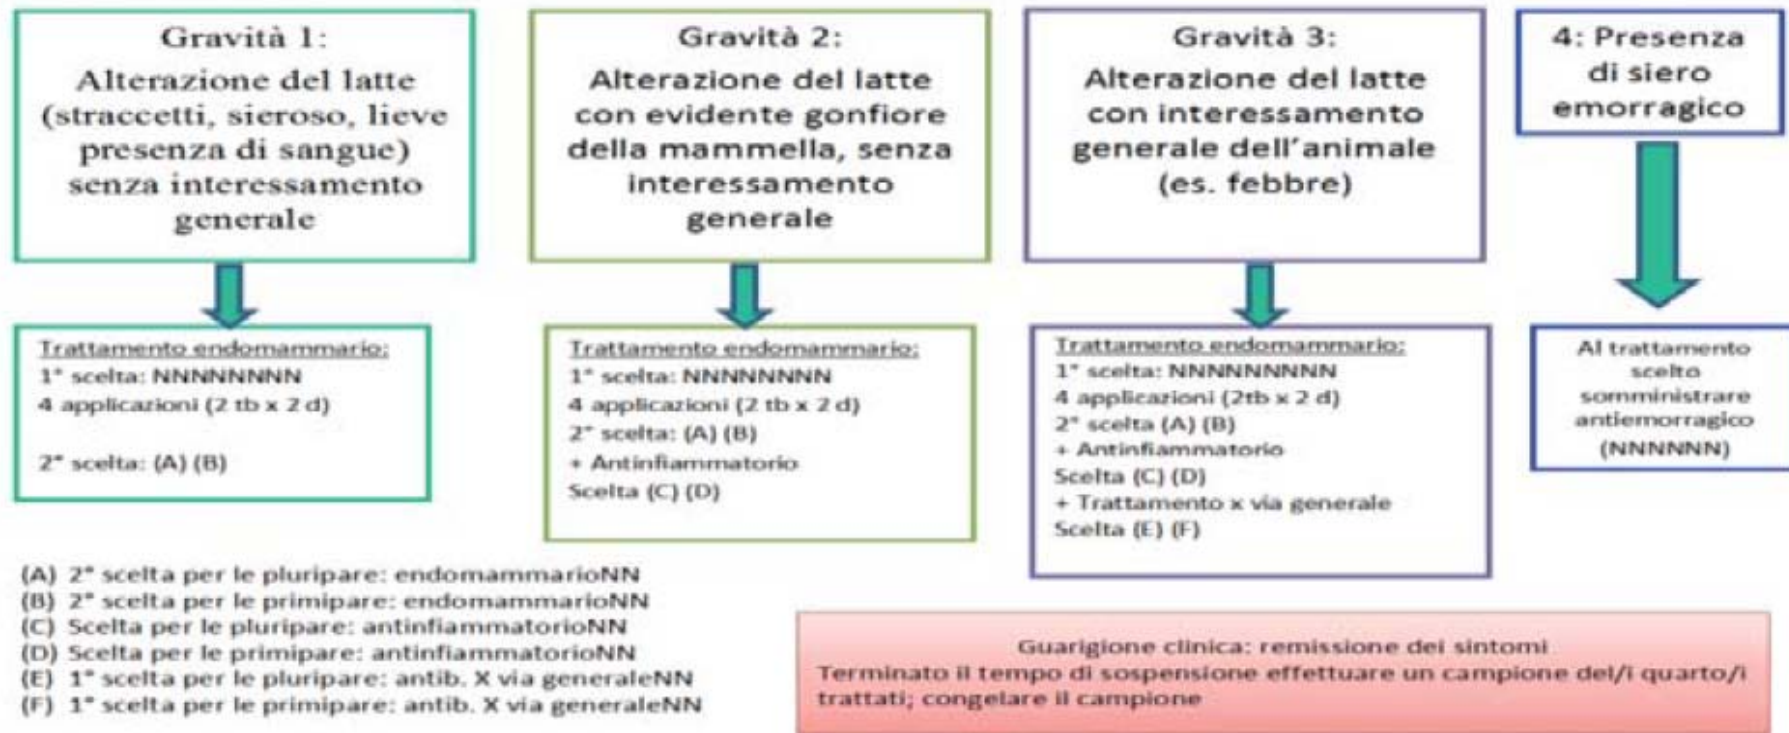 Gravità 1:
Alterazione del latte
(straccetti, sieroso, lieve
presenza di sangue)
senza interessamento
generale
Gravità 2:
Alterazione del latte
con evidente gonfiore
della mammella, senza
interessamento
generale
Gravità 3:
Alterazione del latte
con interessamento
generale dell'animale
(es. febbre)
4: Presenza
di siero
emorragico
Trattamento endomammario:
1° scelta: NNNNNNNN
4 applicazioni (2 tb x 2 d)
2° scelta: (A) (B)
Trattamento endomammario:
1° scelta: NNNNNNNN
4 applicazioni (2 tb x 2 d)
2° scelta: (A) (B)
+ Antinfiammatorio
Scelta (C) (D)
Trattamento endomammario:
1° scelta: NNNNNNNNN
4 applicazioni (2tb x 2 d)
2° scelta (A) (B)
+ Antinfiammatorio
Scelta (C) (D)
+ Trattamento x via generale
Scelta (E) (F)
Al trattamento
scelto
somministrare
antiemorragico
(NNNNNN)
(A) 2° scelta per le pluripare: endomammarioNN
(B) 2° scelta per le primipare: endomammarioNN
(C) Scelta per le pluripare: antinfiammatorioNN
(D) Scelta per le primipare: antinfiammatorioNN
(E) 1° scelta per le pluripare: antib. X via generaleNN
(F) 1° scelta per le primipare: antib. X via generaleNN
Guarigione clinica: remissione dei sintomi
Terminato il tempo di sospensione effettuare un campione del/i quarto/i
trattati; congelare il campione